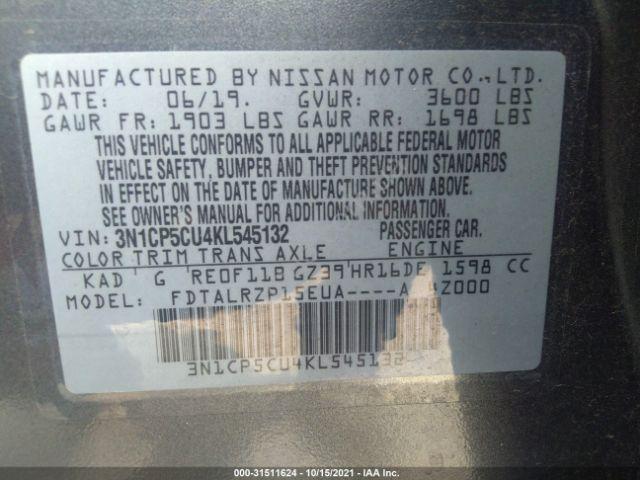 MANUFACTURED BY NISSAN MOTOR CO., LTD.
DATE: 06/19. GVWR: 3600 LBS
GAWR FR: 1903 LBS GAWR RR: 1698 LBS
THIS VEHICLE CONFORMS TO ALL APPLICABLE FEDERAL MOTOR
VEHICLE SAFETY, BUMPER AND THEFT PREVENTION STANDARDS
IN EFFECT ON THE DATE OF MANUFACTURE SHOWN ABOVE.
SEE OWNER'S MANUAL FOR ADDITIONAL INFORMATION.
VIN: 3N1CP5CU4KL545132 PASSENGER CAR.
COLOR TRIM TRANS AXLE ENGINE
KAD G RE0F11B GZ39 HR16DE 1598 CC
MODEL:
3N1CP5CU4KL545132
000-31511624 | 10/15/2021 | IAA Inc.